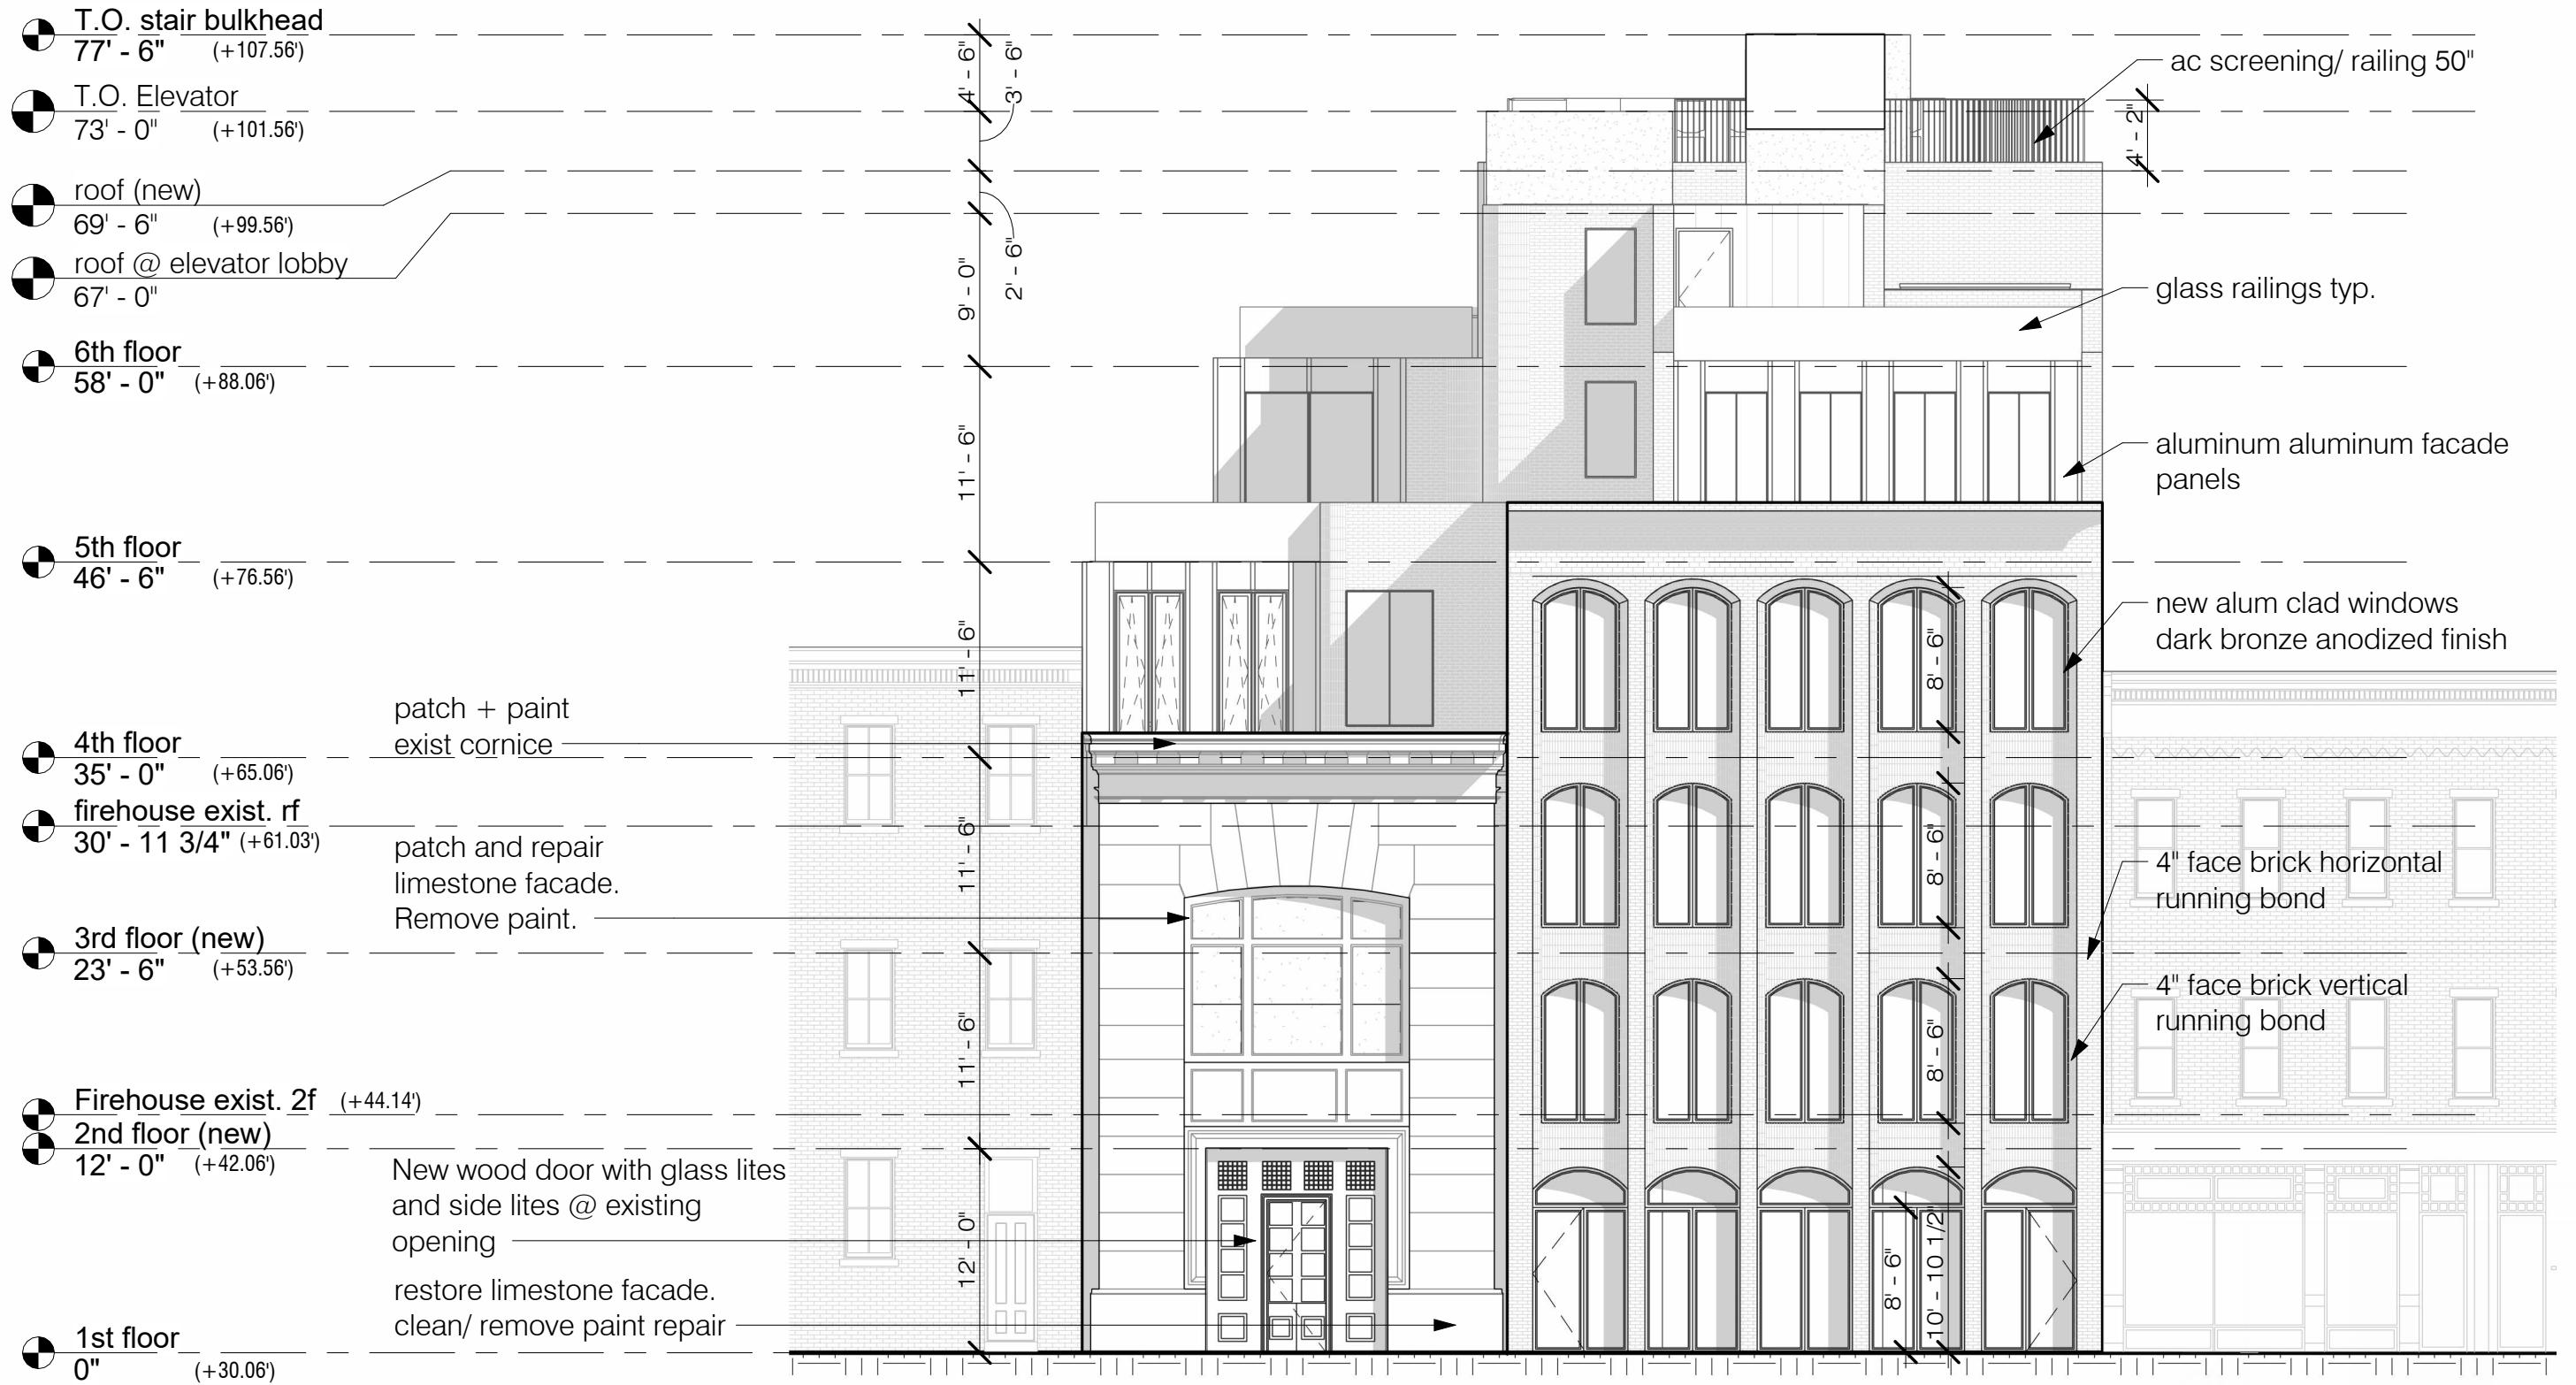 T.O. stair bulkhead
77' - 6" (+107.56')
T.O. Elevator
73' - 0" (+101.56')
roof (new)
69' - 6" (+99.56')
roof @ elevator lobby
67' - 0"
6th floor
58' - 0" (+88.06')
5th floor
46' - 6" (+76.56')
4th floor
35' - 0" (+65.06')
firehouse exist. rf
30' - 11 3/4" (+61.03')
3rd floor (new)
23' - 6" (+53.56')
Firehouse exist. 2f (+44.14')
2nd floor (new)
12' - 0" (+42.06')
1st floor
0" (+30.06')
patch + paint
exist cornice
patch and repair
limestone facade.
Remove paint.
New wood door with glass lites
and side lites @ existing
opening
restore limestone facade.
clean/ remove paint repair
4' - 6"
3' - 6"
2' - 6"
9' - 0"
11' - 6"
11' - 6"
11' - 6"
11' - 6"
12' - 0"
8' - 6"
8' - 6"
8' - 6"
8' - 6"
10' - 10 1/2"
4' - 2"
ac screening/ railing 50"
glass railings typ.
aluminum aluminum facade
panels
new alum clad windows
dark bronze anodized finish
4" face brick horizontal
running bond
4" face brick vertical
running bond